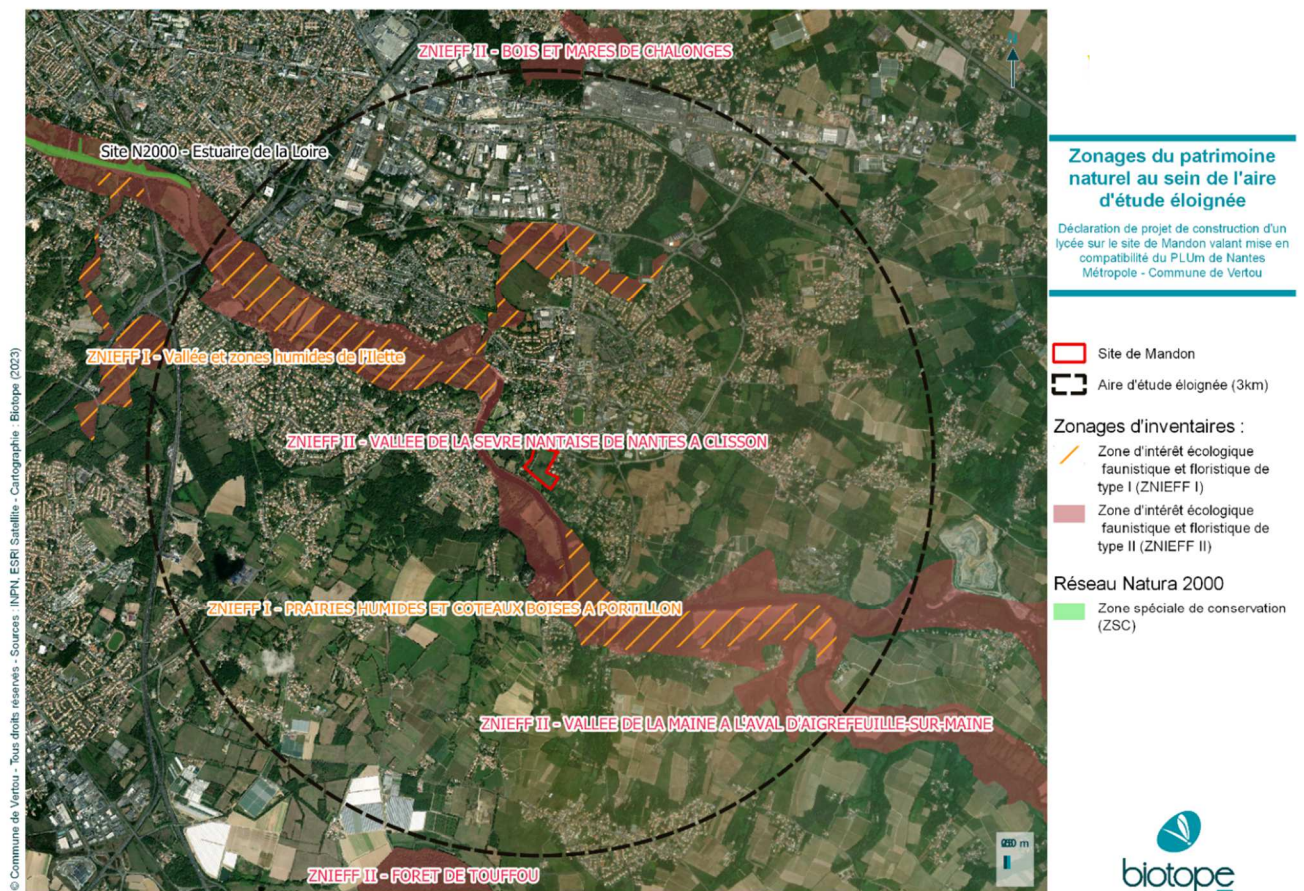 ZNIEFF II - BOIS ET MARES DE CHALONGES
N
Site N2000 - Estuaire de la Loire
ZNIEFF I - Vallée et zones humides de l'Ilette
ZNIEFF II - VALLEE DE LA SEVRE NANTAISE DE NANTES A CLISSON
ZNIEFF I - PRAIRIES HUMIDES ET COTEAUX BOISES A PORTILLON
ZNIEFF II - VALLEE DE LA MAINE A L'AVAL D'AIGREFEUILLE-SUR-MAINE
ZNIEFF II - FORET DE TOUFFOU
© Commune de Vertou - Tous droits réservés - Sources : INPN, ESRI Satellite - Cartographie : Biotope (2023)
Zonages du patrimoine
naturel au sein de l'aire
d'étude éloignée
Déclaration de projet de construction d'un
lycée sur le site de Mandon valant mise en
compatibilité du PLUm de Nantes
Métropole - Commune de Vertou
Site de Mandon
Aire d'étude éloignée (3km)
Zonages d'inventaires :
Zone d'intérêt écologique
faunistique et floristique de
type I (ZNIEFF I)
Zone d'intérêt écologique
faunistique et floristique de
type II (ZNIEFF II)
Réseau Natura 2000
Zone spéciale de conservation
(ZSC)
biotope